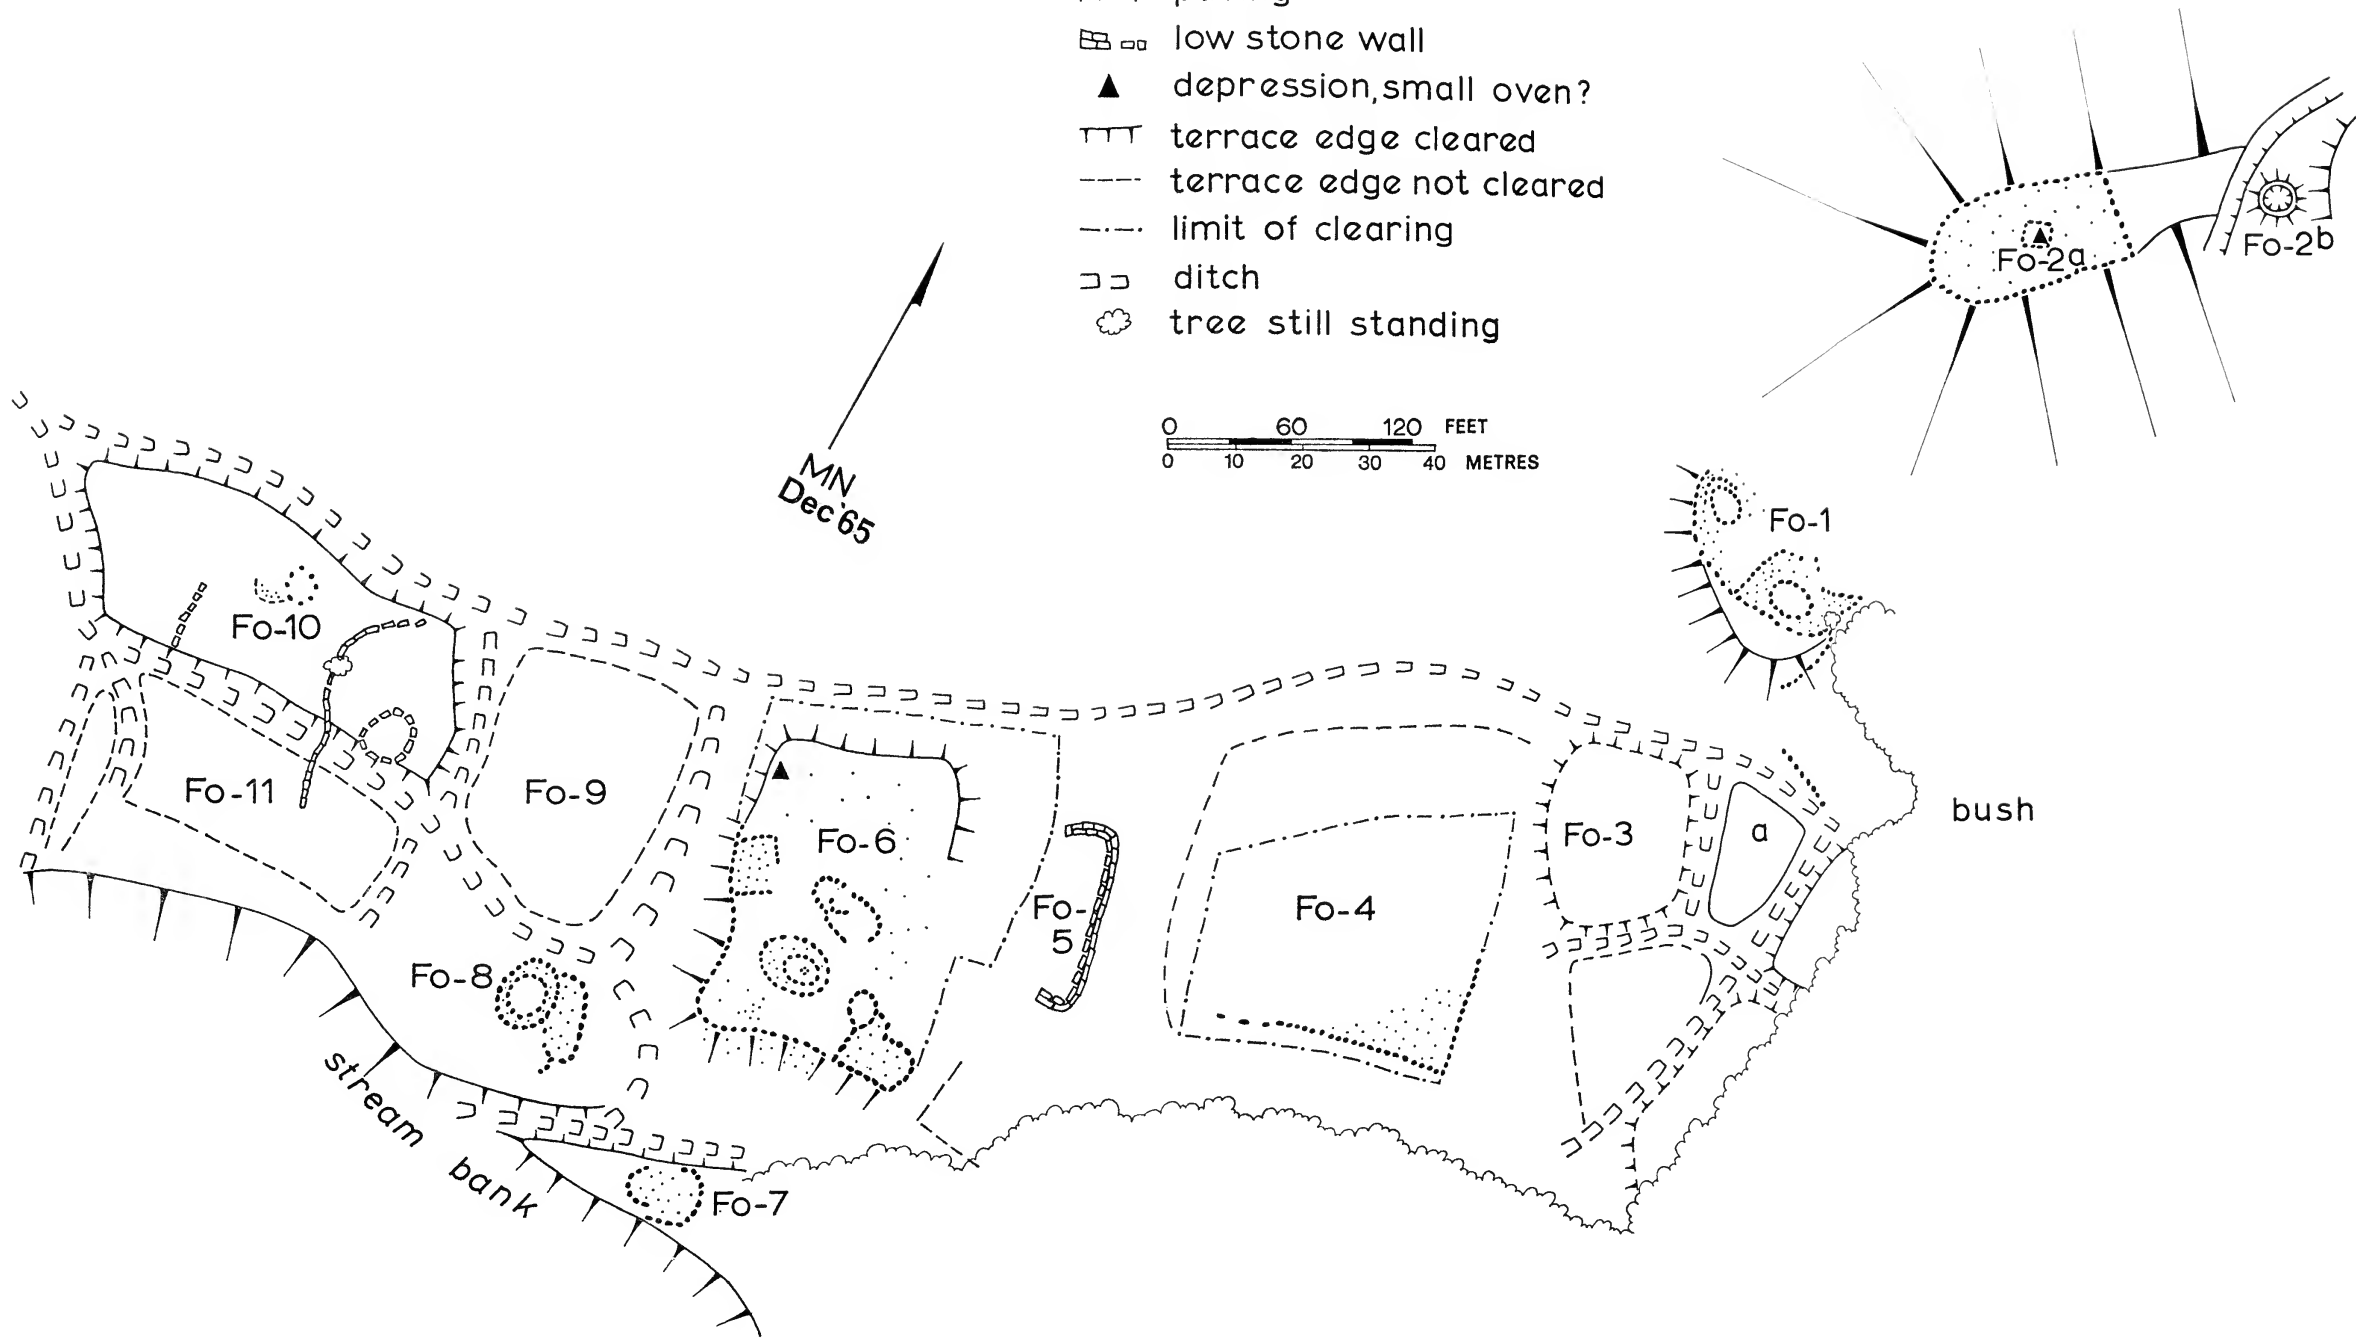 low stone wall
depression, small oven?
terrace edge cleared
terrace edge not cleared
limit of clearing
ditch
tree still standing
Fo-2b
Fo-2a
MN
Dec '65
0 60 120 FEET
0 10 20 30 40 METRES
Fo-1
Fo-10
Fo-11
Fo-9
Fo-6
Fo-3
a
bush
Fo-
5
Fo-4
Fo-8
stream bank
Fo-7